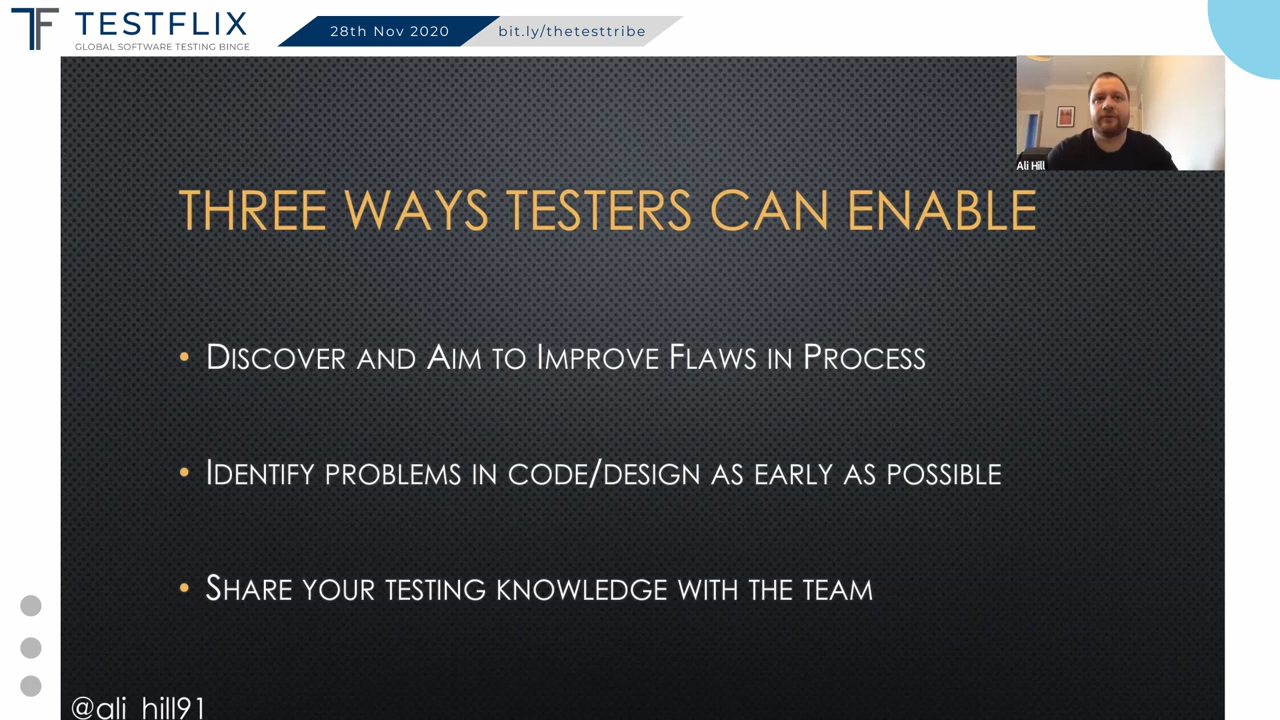 TF TESTFLIX
GLOBAL SOFTWARE TESTING BINGE
28th Nov 2020
bit.ly/thetesttribe
Ali Hill
THREE WAYS TESTERS CAN ENABLE
• DISCOVER AND AIM TO IMPROVE FLAWS IN PROCESS
• IDENTIFY PROBLEMS IN CODE/DESIGN AS EARLY AS POSSIBLE
• SHARE YOUR TESTING KNOWLEDGE WITH THE TEAM
@ali_hill91